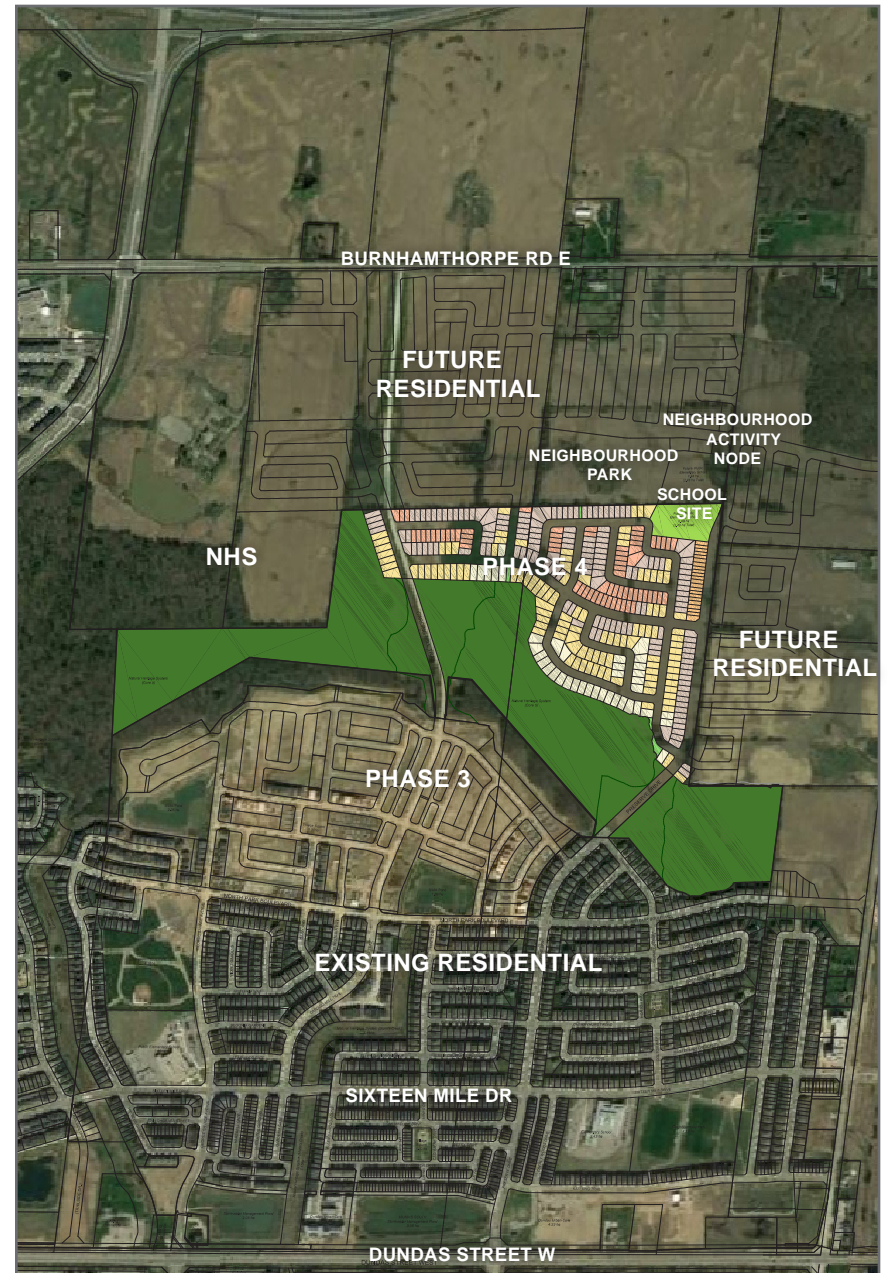 BURNHAMTHORPE RD E
FUTURE
RESIDENTIAL
NEIGHBOURHOOD
ACTIVITY
NODE
NEIGHBOURHOOD
PARK
SCHOOL
SITE
NHS
PHASE 4
FUTURE
RESIDENTIAL
PHASE 3
EXISTING RESIDENTIAL
SIXTEEN MILE DR
DUNDAS STREET W